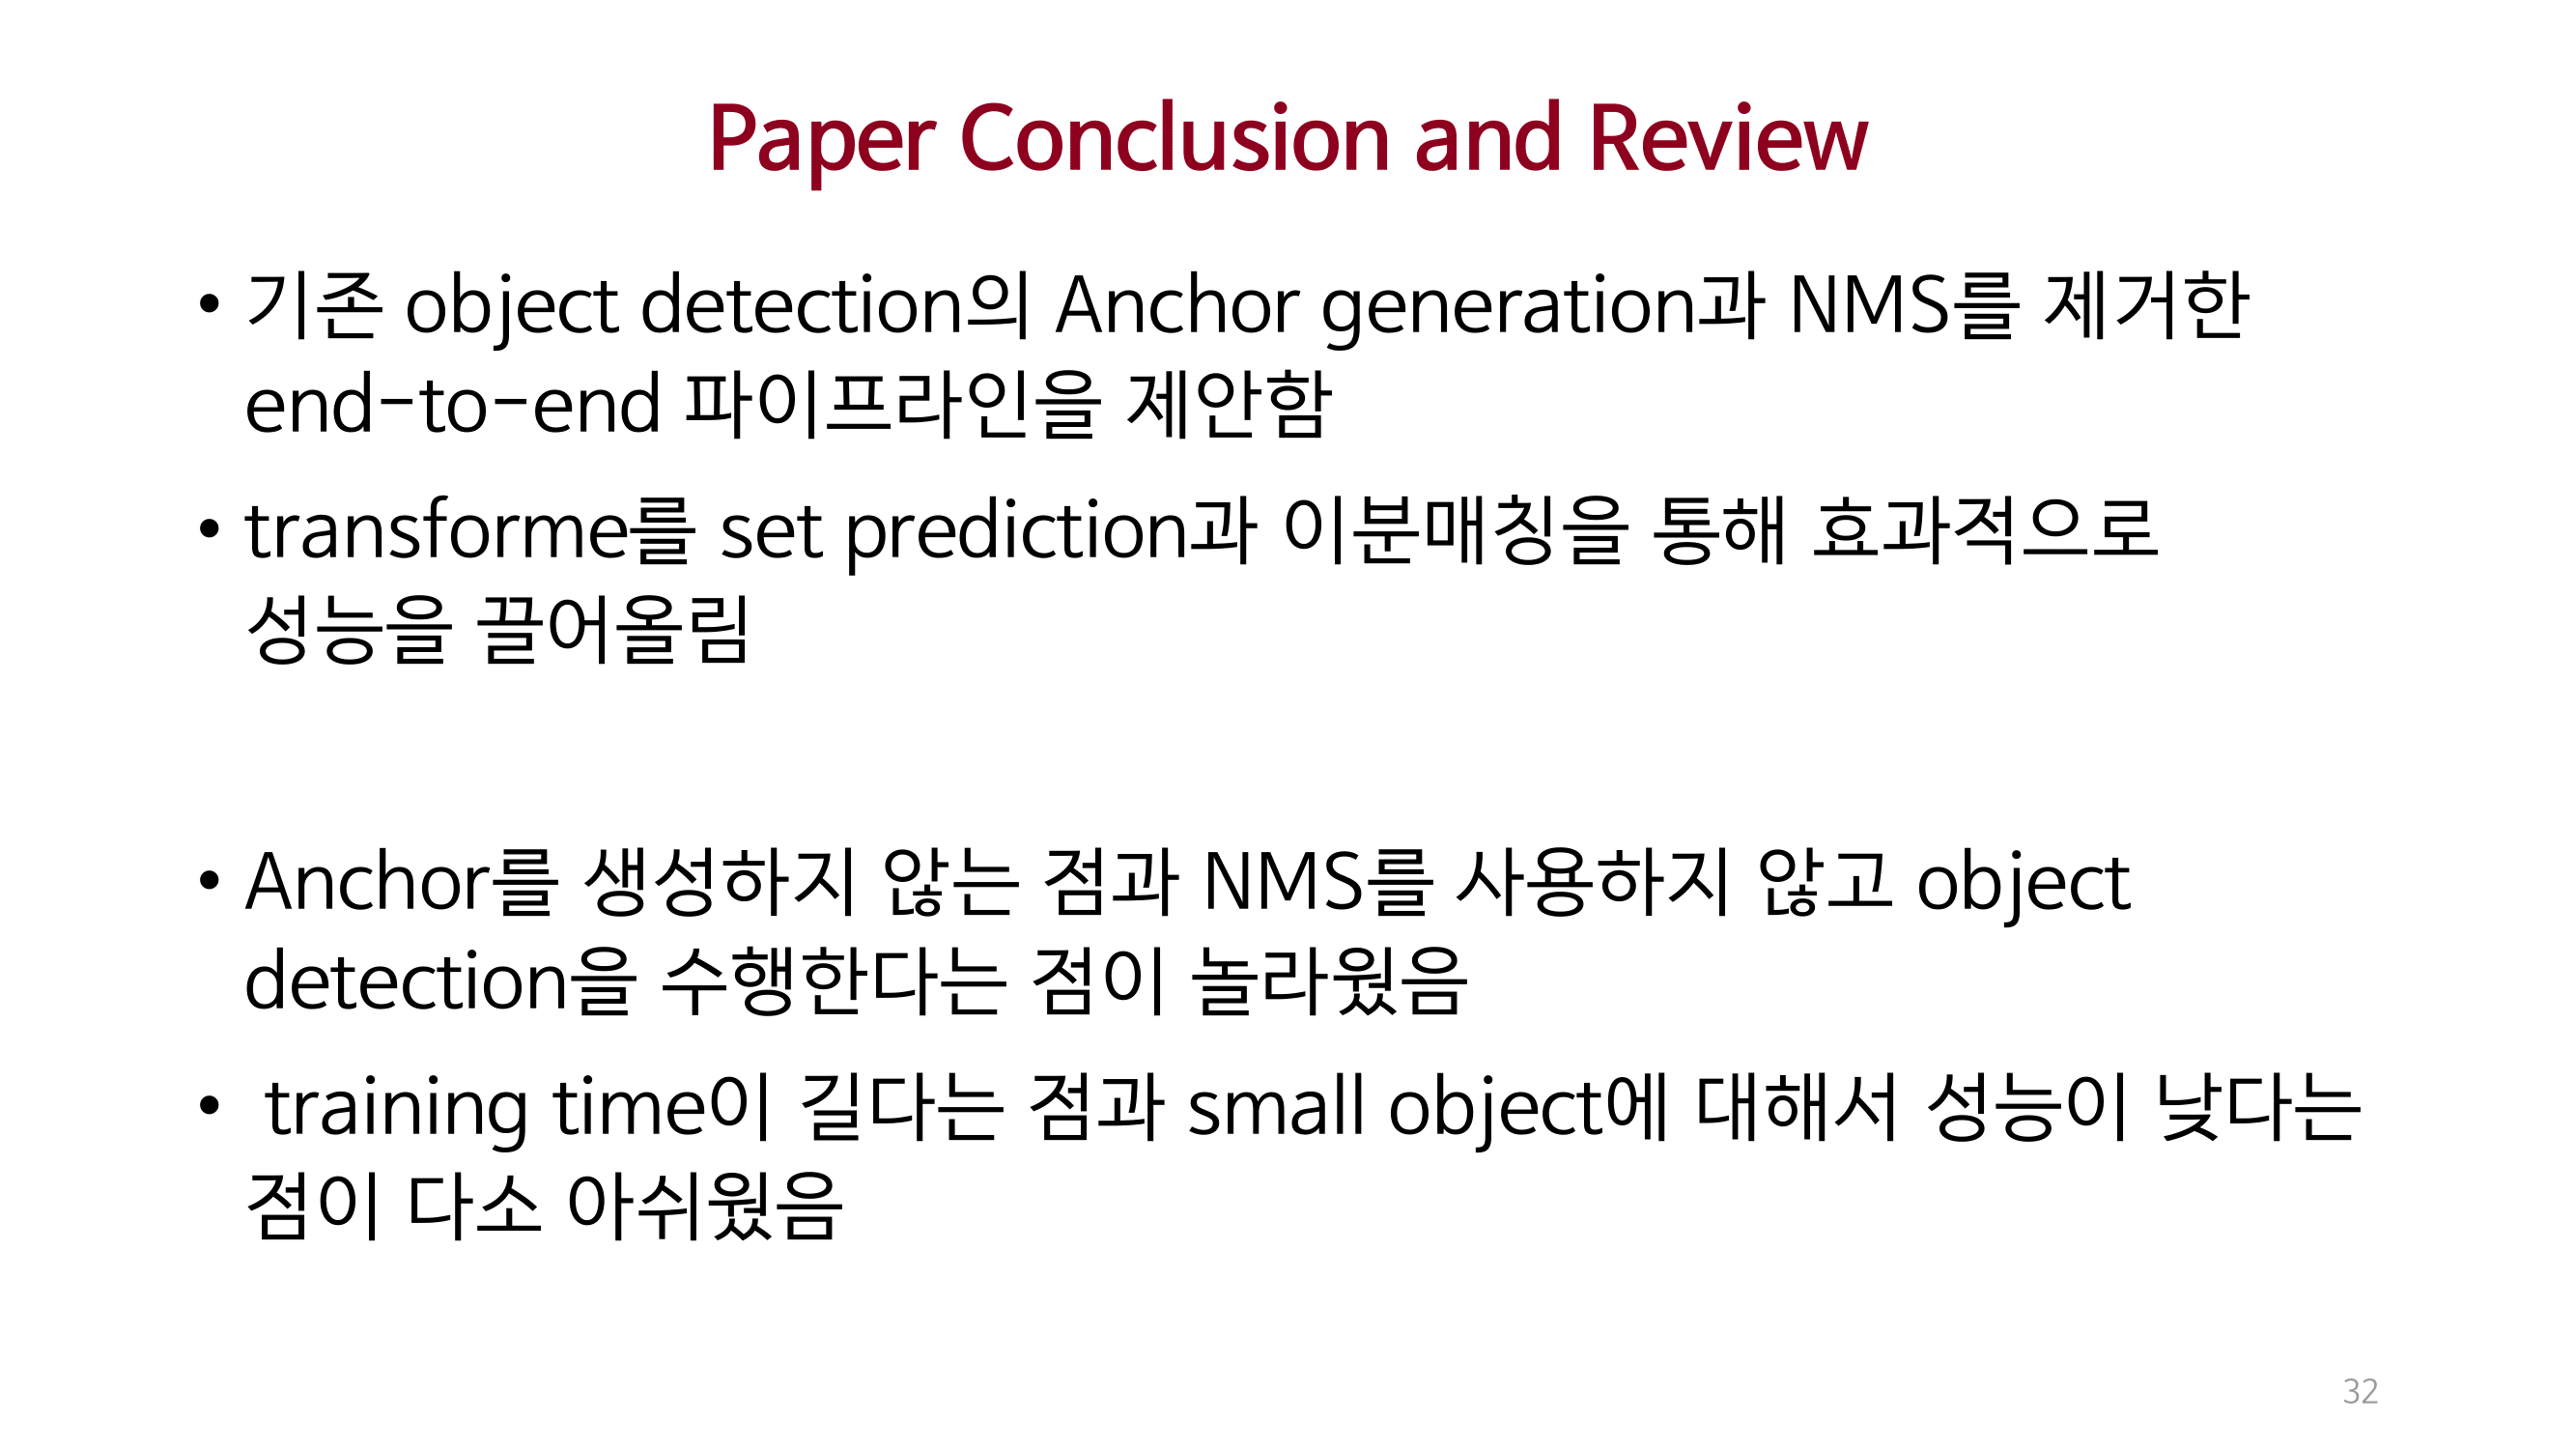 Paper Conclusion and Review
• 기존 object detection의 Anchor generation과 NMS를 제거한
end-to-end 파이프라인을 제안함
• transforme를 set prediction과 이분매칭을 통해 효과적으로
성능을 끌어올림
• Anchor를 생성하지 않는 점과 NMS를 사용하지 않고 object
detection을 수행한다는 점이 놀라웠음
• training time이 길다는 점과 small object에 대해서 성능이 낮다는
점이 다소 아쉬웠음
32